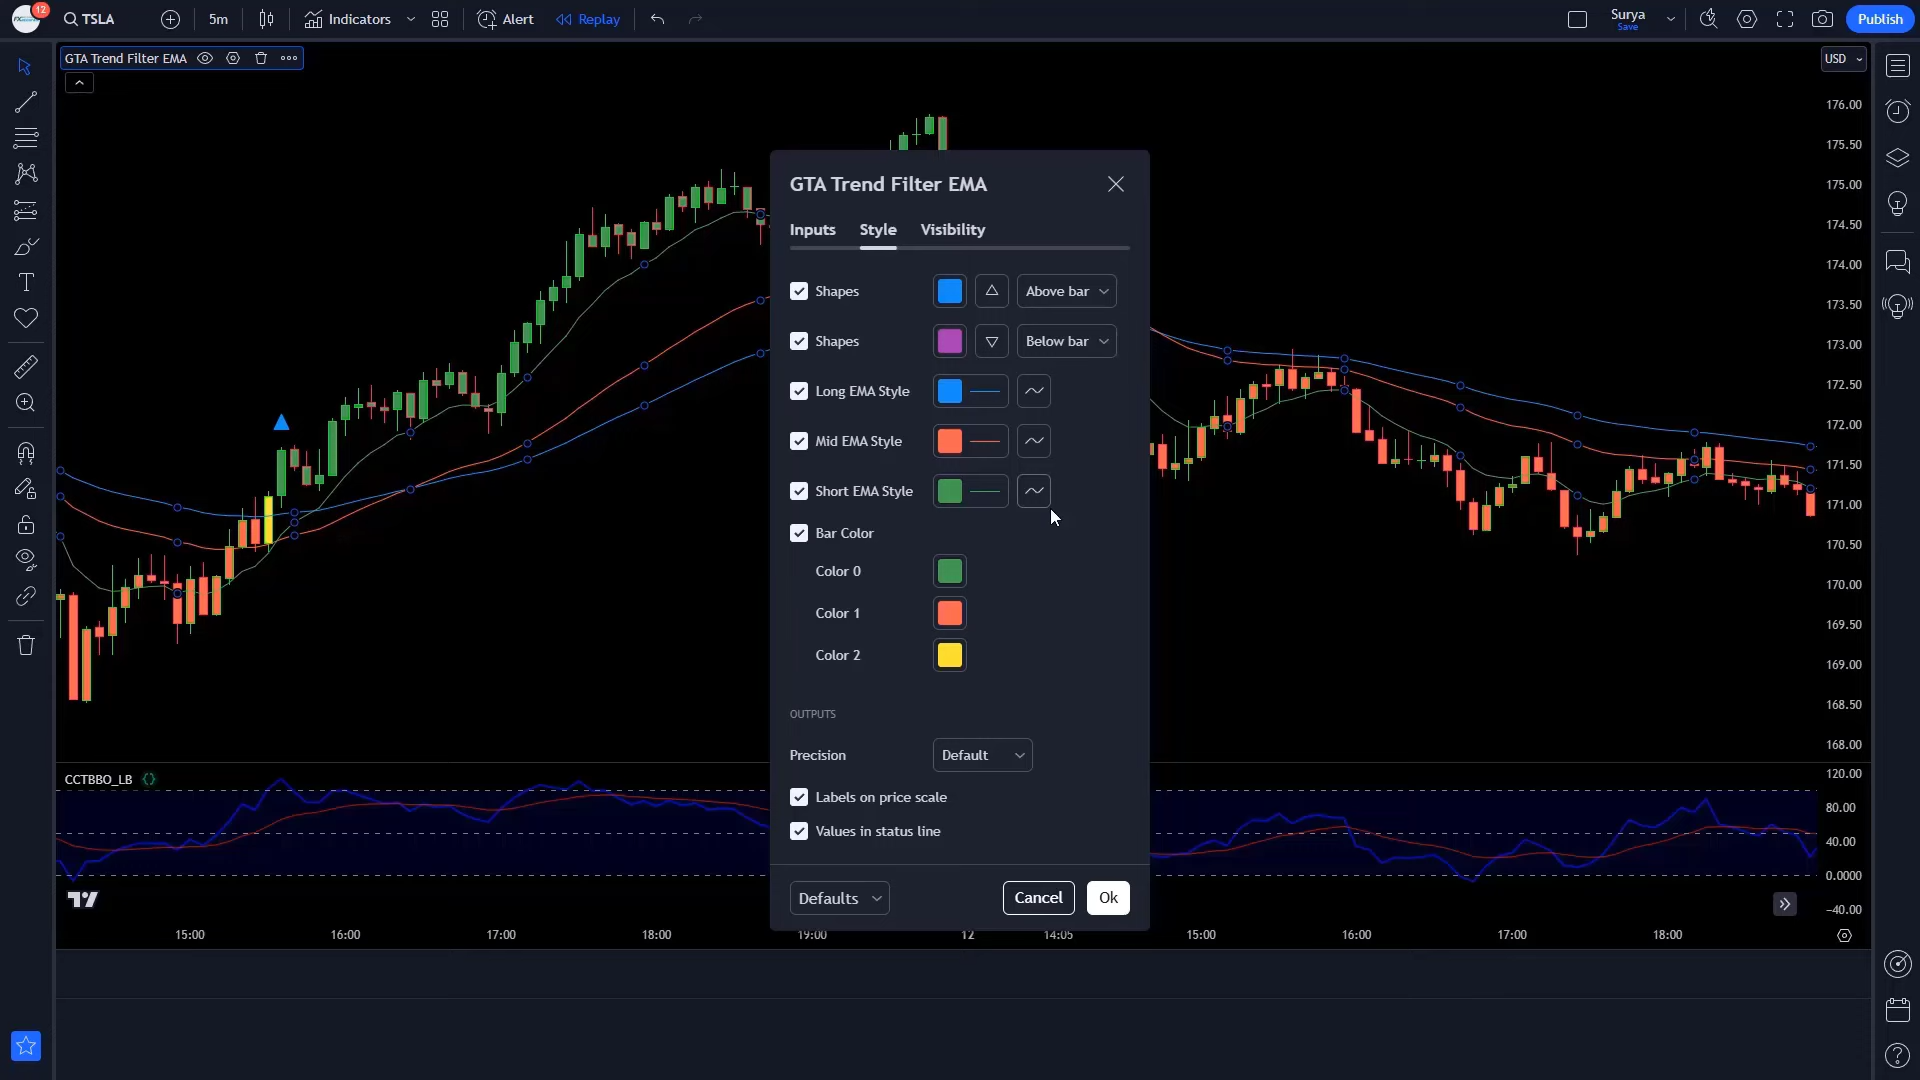 12
TSLA
5m
Indicators
Alert
Replay
Surya
Save
Publish
GTA Trend Filter EMA
USD
176.00
175.50
175.00
174.50
174.00
173.50
173.00
172.50
172.00
171.50
171.00
170.50
170.00
169.50
169.00
168.50
168.00
120.00
80.00
40.00
0.0000
−40.00
GTA Trend Filter EMA
Inputs
Style
Visibility
Shapes
Above bar
Shapes
Below bar
Long EMA Style
Mid EMA Style
Short EMA Style
Bar Color
Color 0
Color 1
Color 2
OUTPUTS
Precision
Default
Labels on price scale
Values in status line
Defaults
Cancel
Ok
CCTBBO_LB
15:00
16:00
17:00
18:00
19:00
12
14:05
15:00
16:00
17:00
18:00